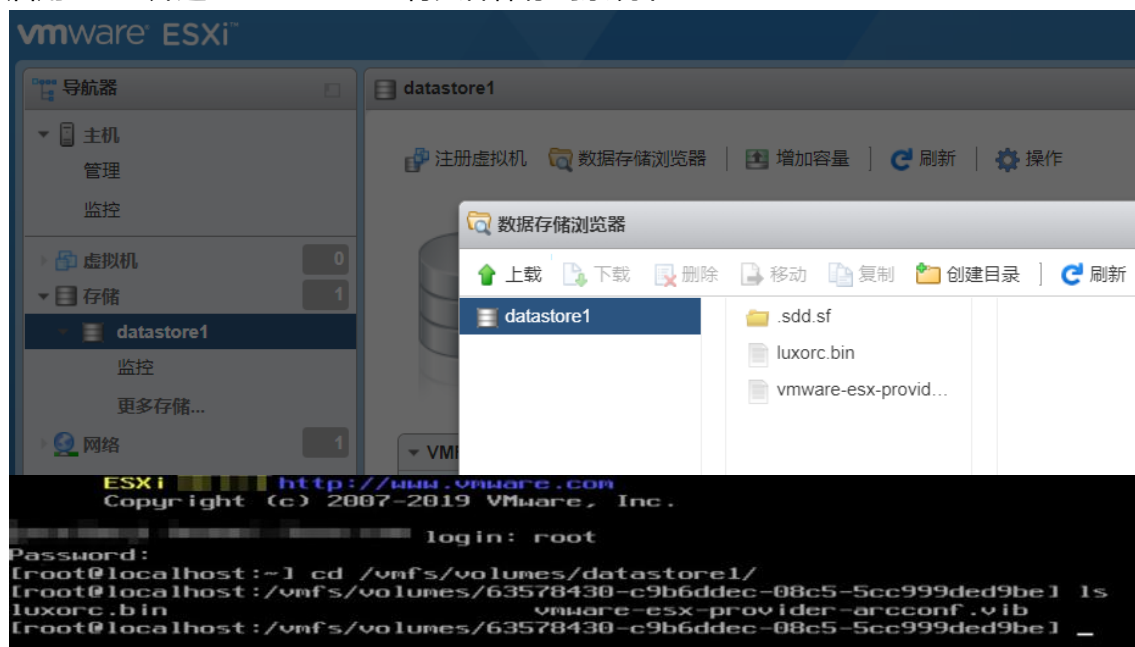 vmware ESXi™
导航器
datastore1
主机
管理
监控
注册虚拟机 数据存储浏览器 增加容量 刷新 操作
数据存储浏览器
虚拟机 0
上载 下载 删除 移动 复制 创建目录 刷新
存储 1
datastore1
datastore1
.sdd.sf
luxorc.bin
vmware-esx-provid...
监控
更多存储...
网络 1
ESXi http://www.vmware.com
Copyright (c) 2007-2019 VMware, Inc.
login: root
Password:
[root@localhost:~] cd /vmfs/volumes/datastore1/
[root@localhost:/vmfs/volumes/63578430-c9b6ddec-08c5-5cc999ded9be] ls
luxorc.bin vmware-esx-provider-arcconf.vib
[root@localhost:/vmfs/volumes/63578430-c9b6ddec-08c5-5cc999ded9be] _